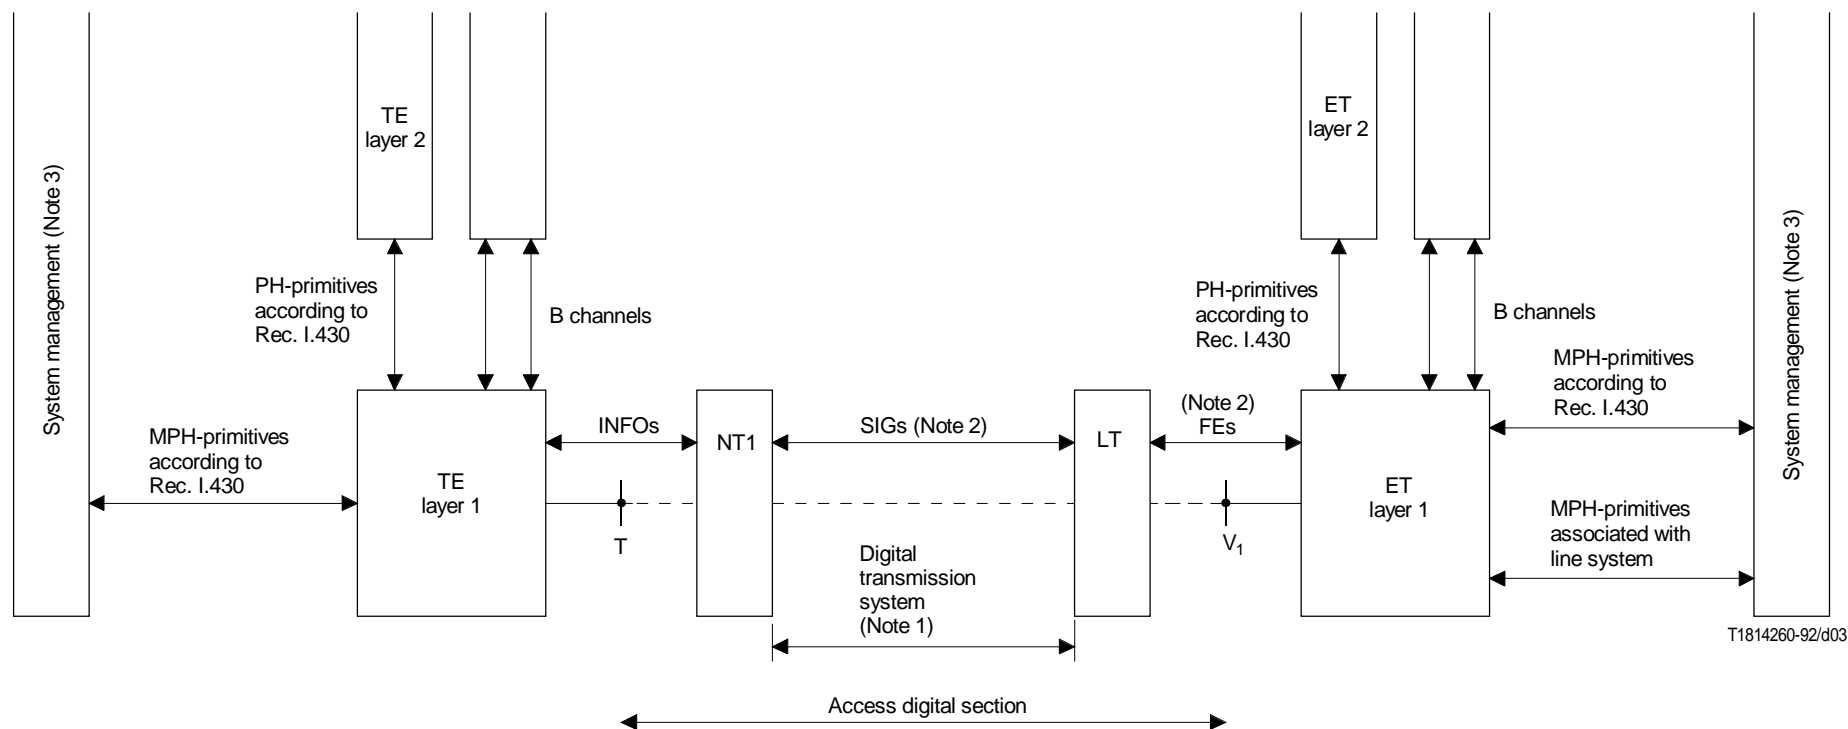 TE
layer 2
ET
layer 2
System management (Note 3)
PH-primitives
according to
Rec. I.430
B channels
PH-primitives
according to
Rec. I.430
B channels
System management (Note 3)
MPH-primitives
according to
Rec. I.430
MPH-primitives
according to
Rec. I.430
INFOs
NT1
SIGs (Note 2)
LT
(Note 2)
FEs
TE
layer 1
ET
layer 1
T
V1
MPH-primitives
associated with
line system
Digital
transmission
system
(Note 1)
T1814260-92/d03
Access digital section